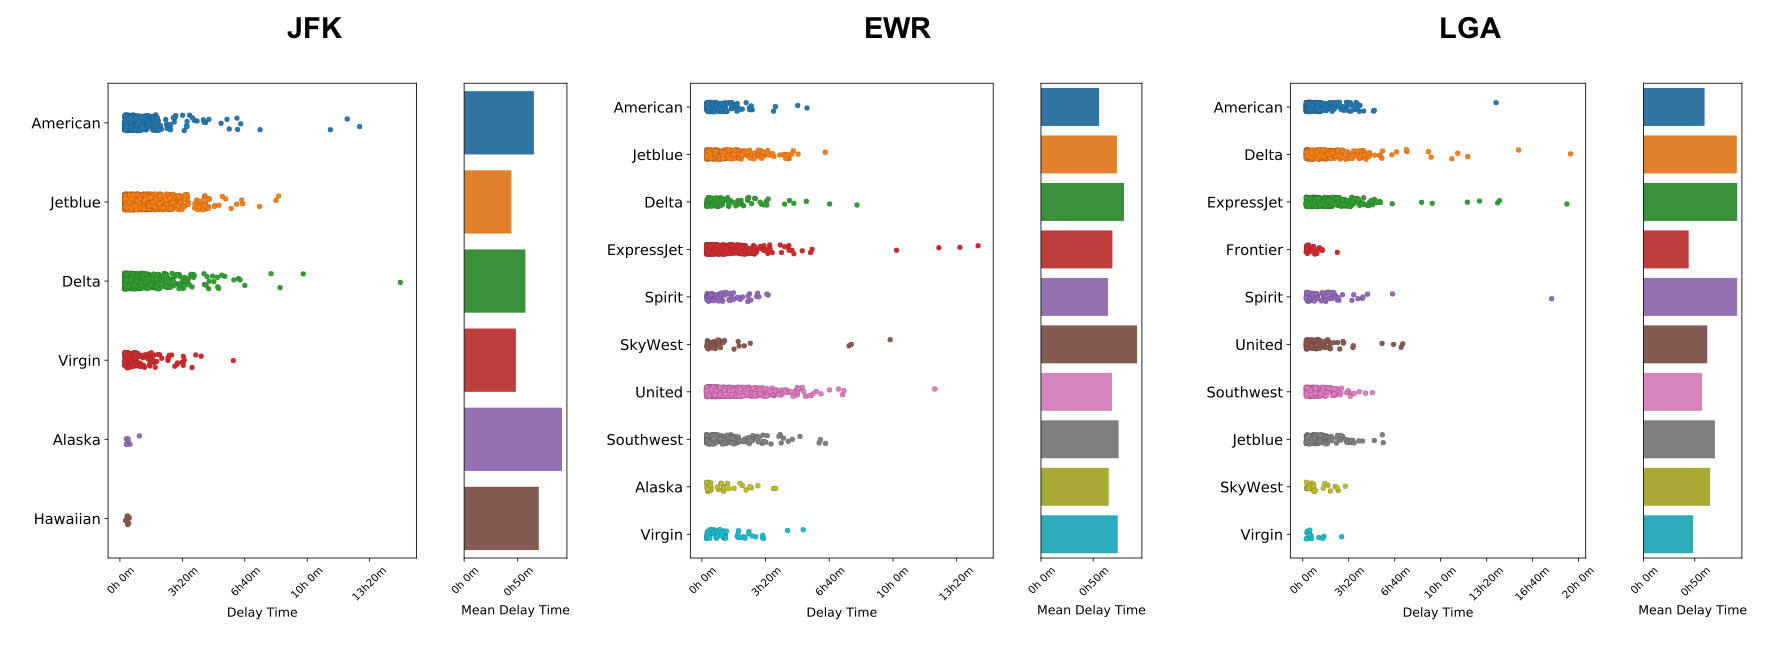 JFK
American
Jetblue
Delta
Virgin
Alaska
Hawaiian
0h 0m
3h20m
6h40m
10h 0m
13h20m
Delay Time
0h 0m
0h50m
Mean Delay Time
EWR
American
Jetblue
Delta
ExpressJet
Spirit
SkyWest
United
Southwest
Alaska
Virgin
0h 0m
3h20m
6h40m
10h 0m
13h20m
Delay Time
0h 0m
0h50m
Mean Delay Time
LGA
American
Delta
ExpressJet
Frontier
Spirit
United
Southwest
Jetblue
SkyWest
Virgin
0h 0m
3h20m
6h40m
10h 0m
13h20m
16h40m
20h 0m
Delay Time
0h 0m
0h50m
Mean Delay Time